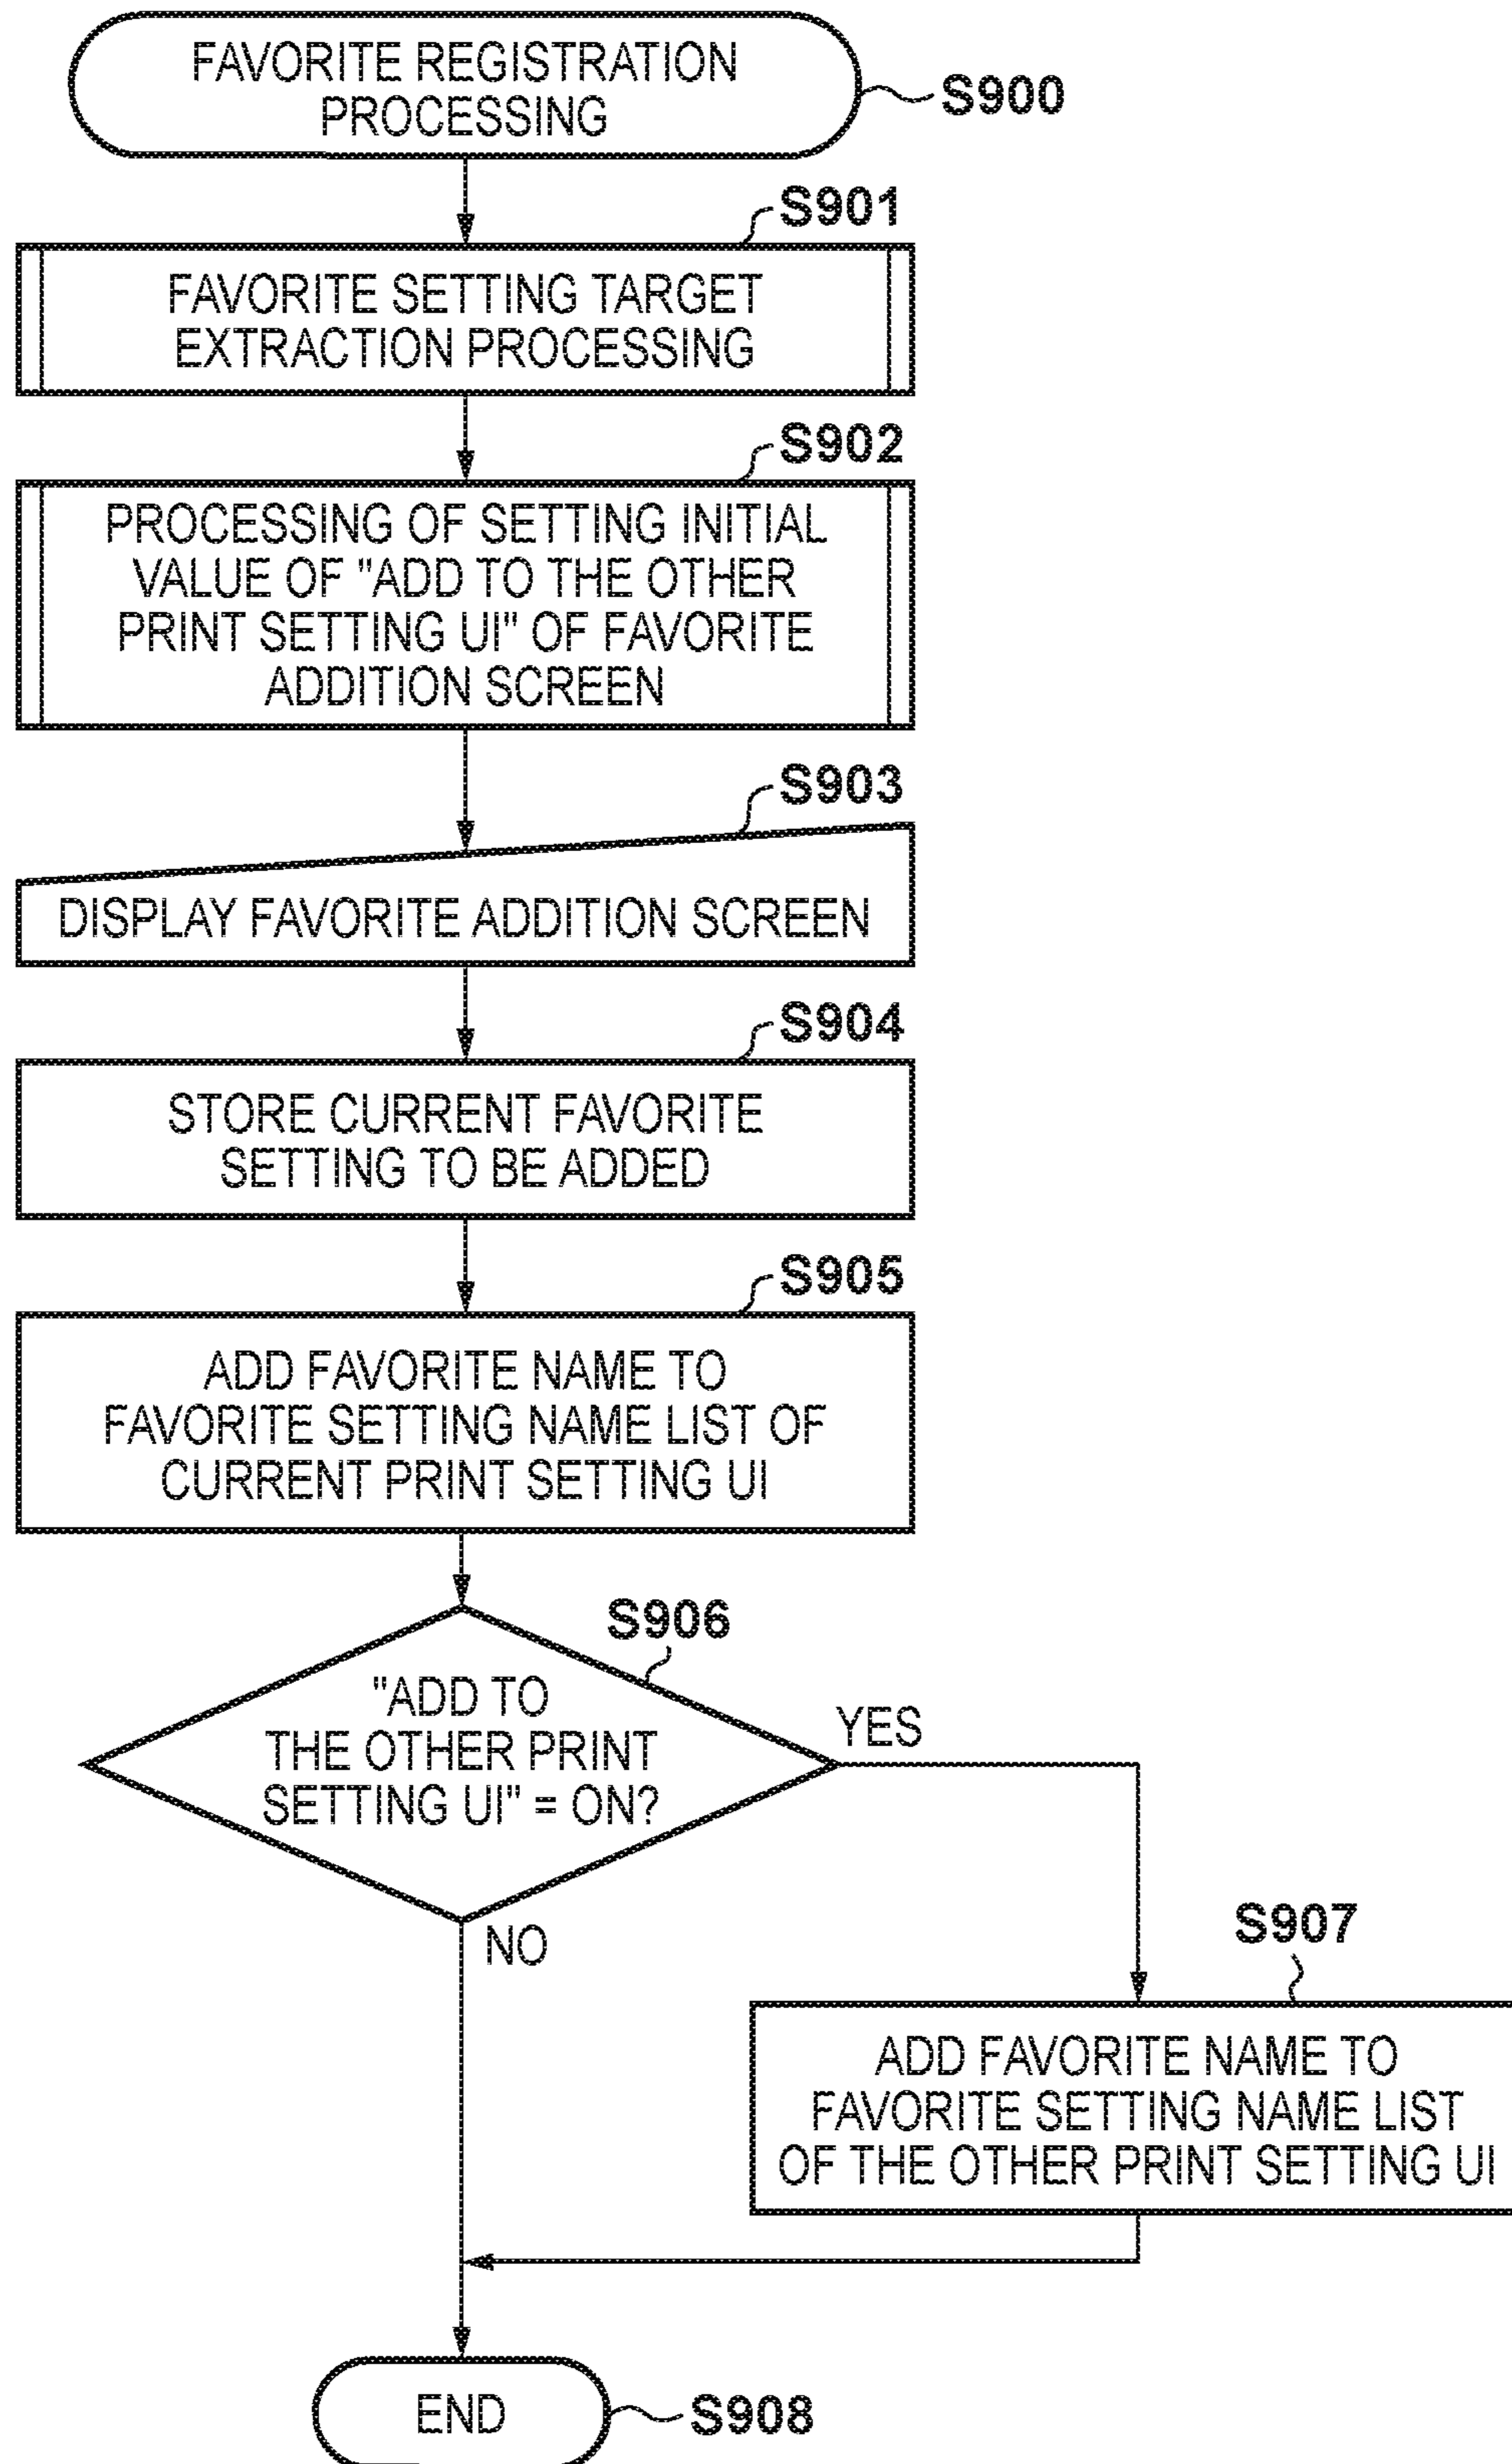 FAVORITE REGISTRATION
PROCESSING
S900
S901
FAVORITE SETTING TARGET
EXTRACTION PROCESSING
S902
PROCESSING OF SETTING INITIAL
VALUE OF "ADD TO THE OTHER
PRINT SETTING UI" OF FAVORITE
ADDITION SCREEN
S903
DISPLAY FAVORITE ADDITION SCREEN
S904
STORE CURRENT FAVORITE
SETTING TO BE ADDED
S905
ADD FAVORITE NAME TO
FAVORITE SETTING NAME LIST OF
CURRENT PRINT SETTING UI
S906
"ADD TO
THE OTHER PRINT
SETTING UI" = ON?
YES
NO
S907
ADD FAVORITE NAME TO
FAVORITE SETTING NAME LIST
OF THE OTHER PRINT SETTING UI
END
S908